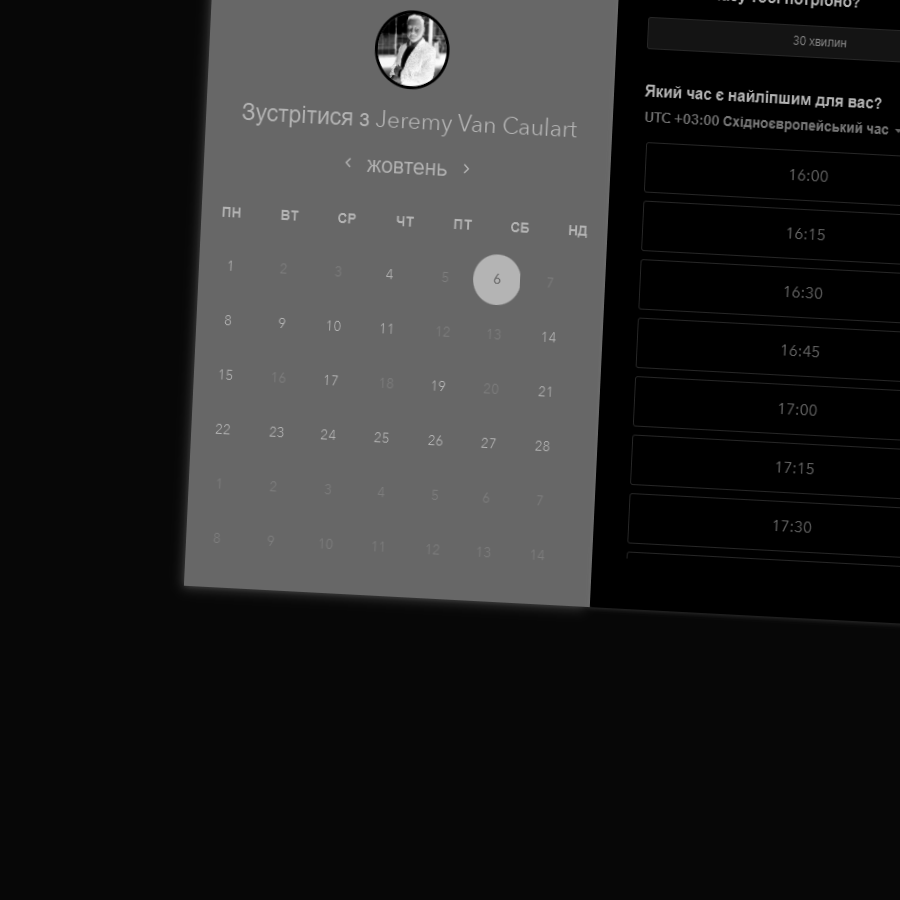 Зустрітися з Jeremy Van Caulart
жовтень
ПН ВТ СР ЧТ ПТ СБ НД
1 2 3 4 5 6 7
8 9 10 11 12 13 14
15 16 17 18 19 20 21
22 23 24 25 26 27 28
1 2 3 4 5 6 7
8 9 10 11 12 13 14
тобі потрібно?
30 хвилин
Який час є найліпшим для вас?
UTC +03:00 Східноєвропейський час
16:00
16:15
16:30
16:45
17:00
17:15
17:30